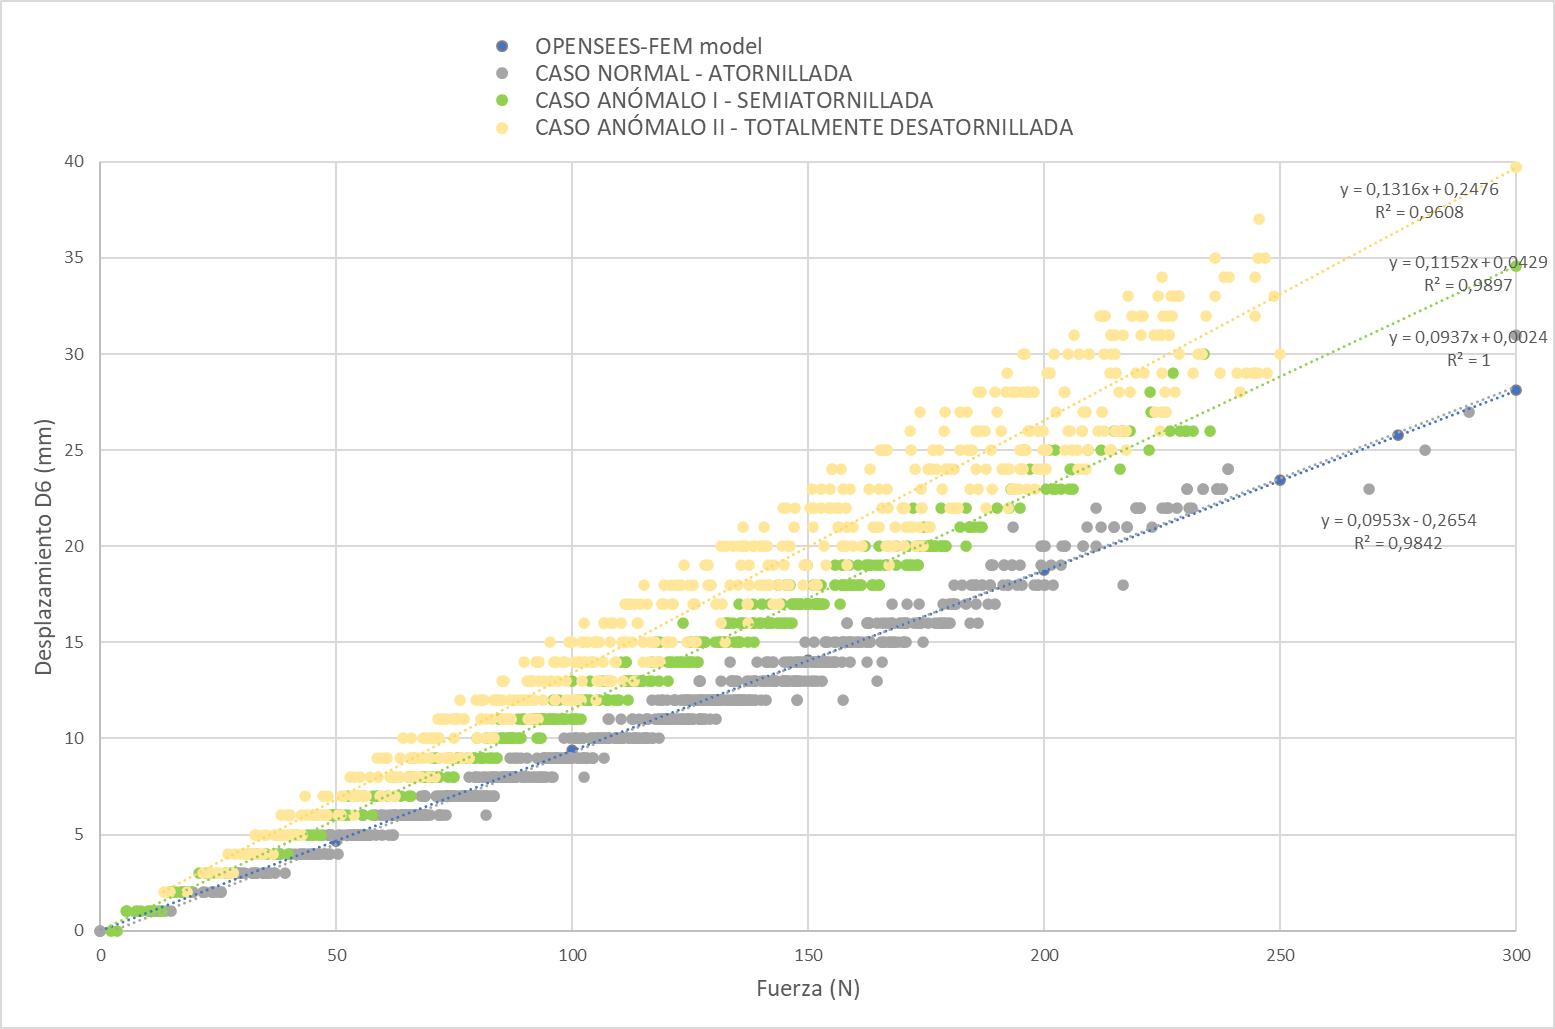 OPENSEES-FEM model
CASO NORMAL - ATORNILLADA
CASO ANÓMALO I - SEMIATORNILLADA
CASO ANÓMALO II - TOTALMENTE DESATORNILLADA
40
35
30
25
20
15
10
5
0
Desplazamiento D6 (mm)
y = 0,1316x + 0,2476
R² = 0,9608
y = 0,1152x + 0,0429
R² = 0,9897
y = 0,0937x + 0,0024
R² = 1
y = 0,0953x - 0,2654
R² = 0,9842
0
50
100
150
200
250
300
Fuerza (N)